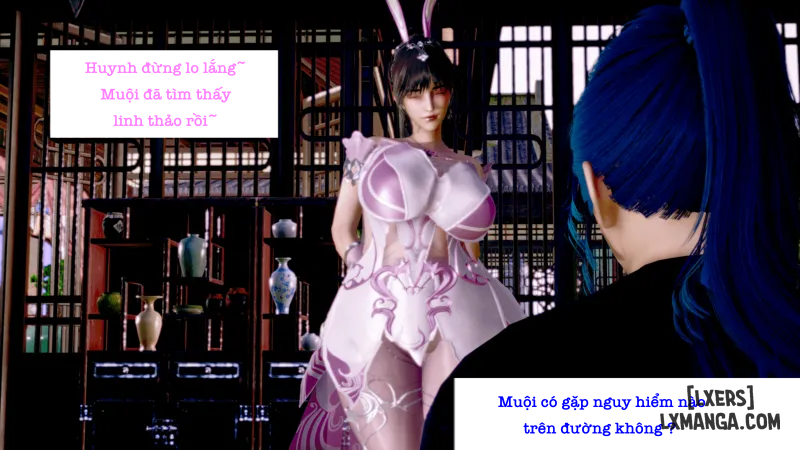 Huynh đừng lo lắng~
Muội đã tìm thấy
linh thảo rồi~
Muội có gặp nguy hiểm nào
trên đường không ?
[LXERS]
LXMANGA.COM